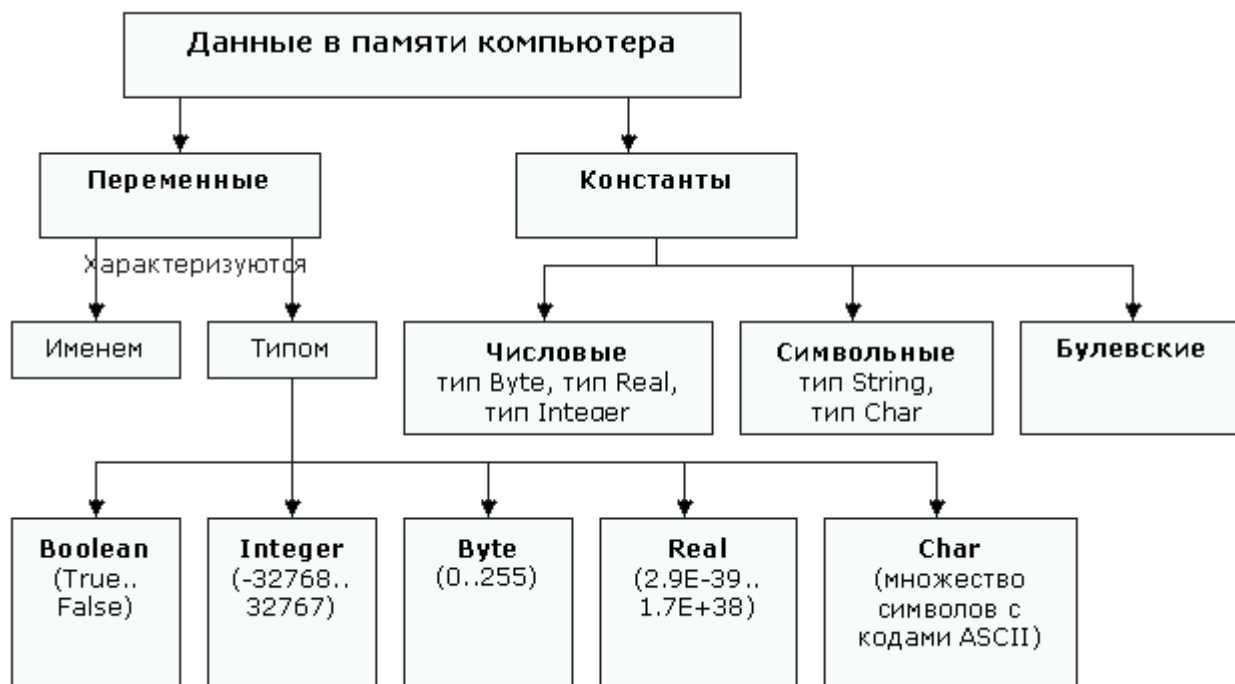 Данные в памяти компьютера
Переменные
Константы
Характеризуются
Именем
Типом
Числовые
тип Byte, тип Real,
тип Integer
Символьные
тип String,
тип Char
Булевские
Boolean
(True..
False)
Integer
(-32768..
32767)
Byte
(0..255)
Real
(2.9E-39..
1.7E+38)
Char
(множество
символов с
кодами ASCII)